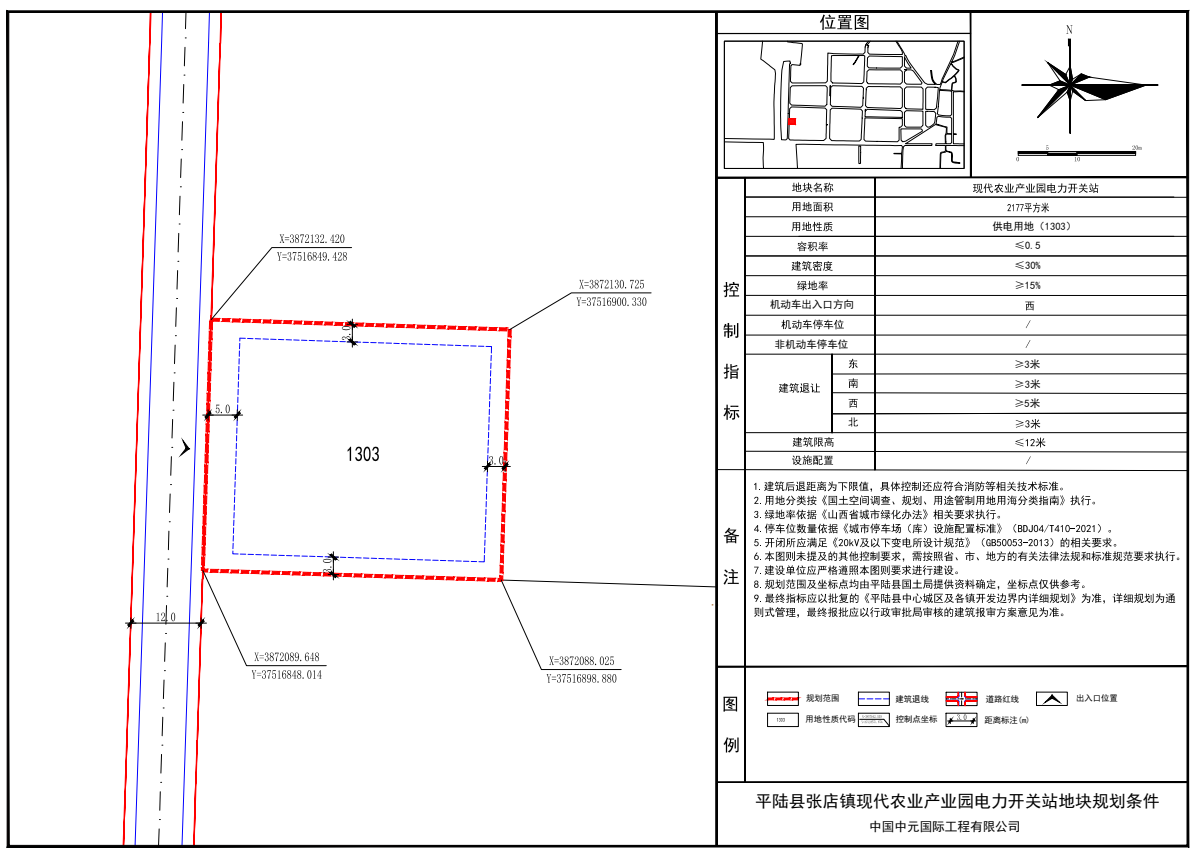 位置图
N
0
5
10
20m
X=3872132.420
Y=37516849.428
X=3872130.725
Y=37516900.330
3.0
5.0
1303
3.0
3.0
12.0
X=3872089.648
Y=37516848.014
X=3872088.025
Y=37516898.880
控制指标
地块名称 现代农业产业园电力开关站
用地面积 2177平方米
用地性质 供电用地（1303）
容积率 ≤0.5
建筑密度 ≤30%
绿地率 ≥15%
机动车出入口方向 西
机动车停车位 /
非机动车停车位 /
建筑退让
东 ≥3米
南 ≥3米
西 ≥5米
北 ≥3米
建筑限高 ≤12米
设施配置 /
备注
1.建筑后退距离为下限值，具体控制还应符合消防等相关技术标准。
2.用地分类按《国土空间调查、规划、用途管制用地用海分类指南》执行。
3.绿地率依据《山西省城市绿化办法》相关要求执行。
4.停车位数量依据《城市停车场（库）设施配置标准》（BDJ04/T410-2021）。
5.开闭所应满足《20kV及以下变电所设计规范》（GB50053-2013）的相关要求。
6.本图则未提及的其他控制要求，需按照省、市、地方的有关法律法规和标准规范要求执行。
7.建设单位应严格遵照本图则要求进行建设。
8.规划范围及坐标点均由平陆县国土局提供资料确定，坐标点仅供参考。
9.最终指标应以批复的《平陆县中心城区及各镇开发边界内详细规划》为准，详细规划为通
则式管理，最终报批应以行政审批局审核的建筑报审方案意见为准。
图例
规划范围
建筑退线
道路红线
出入口位置
1303
用地性质代码
控制点坐标
3.0
距离标注(m)
平陆县张店镇现代农业产业园电力开关站地块规划条件
中国中元国际工程有限公司